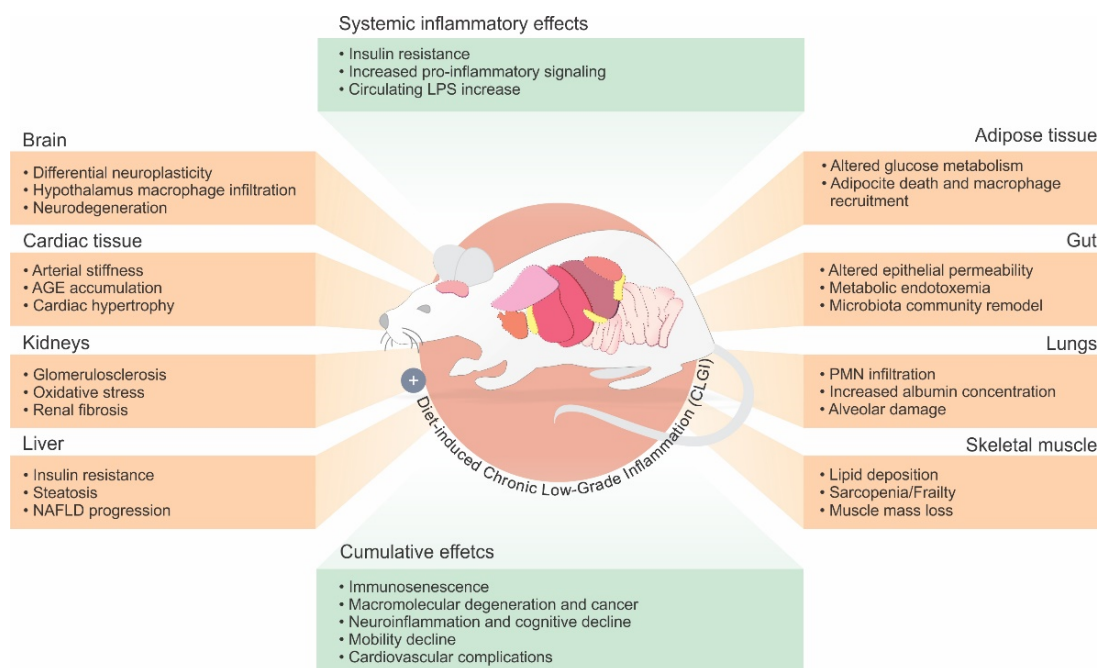 Systemic inflammatory effects
• Insulin resistance
• Increased pro-inflammatory signaling
• Circulating LPS increase
Brain
• Differential neuroplasticity
• Hypothalamus macrophage infiltration
• Neurodegeneration
Cardiac tissue
• Arterial stiffness
• AGE accumulation
• Cardiac hypertrophy
Kidneys
• Glomerulosclerosis
• Oxidative stress
• Renal fibrosis
Liver
• Insulin resistance
• Steatosis
• NAFLD progression
Adipose tissue
• Altered glucose metabolism
• Adipocite death and macrophage
recruitment
Gut
• Altered epithelial permeability
• Metabolic endotoxemia
• Microbiota community remodel
Lungs
• PMN infiltration
• Increased albumin concentration
• Alveolar damage
Skeletal muscle
• Lipid deposition
• Sarcopenia/Frailty
• Muscle mass loss
+ Diet-induced Chronic Low-Grade Inflammation (CLGI)
Cumulative effetcs
• Immunosenescence
• Macromolecular degeneration and cancer
• Neuroinflammation and cognitive decline
• Mobility decline
• Cardiovascular complications